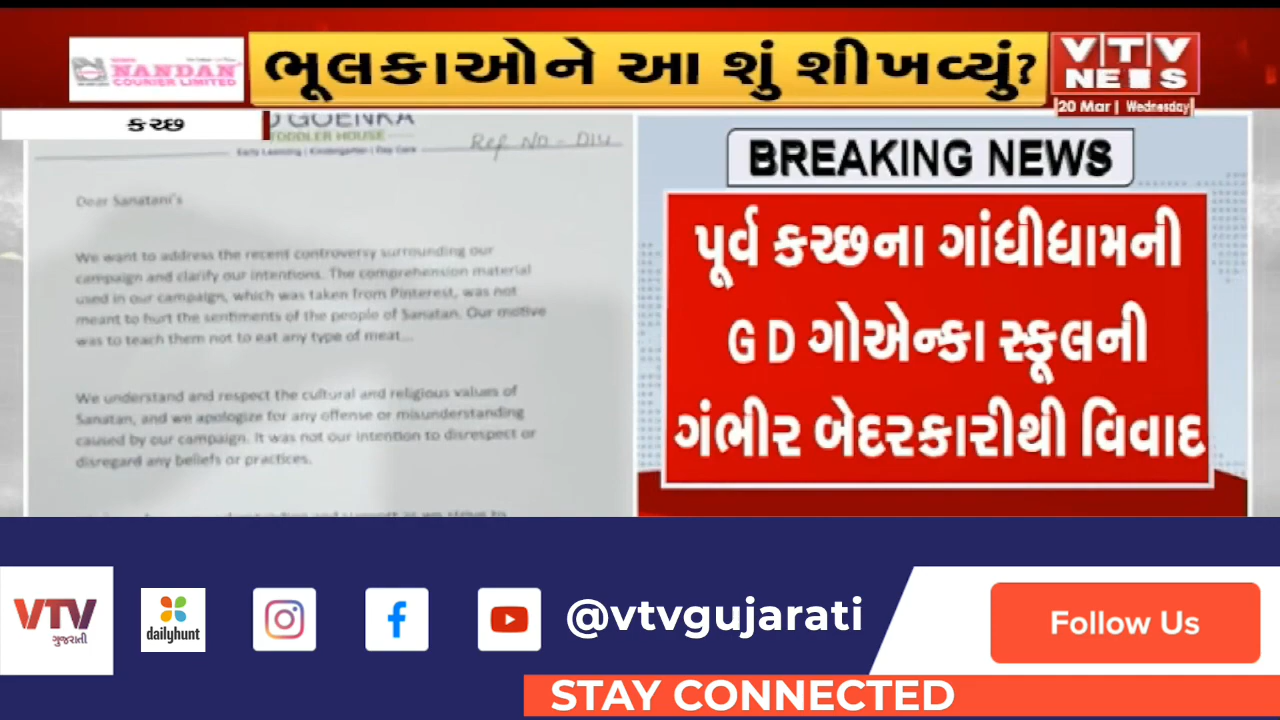 NANDAN
COURIER LIMITED
ભૂલકાઓને આ શું શીખવ્યું?
VTV
NEWS
20 Mar | Wednesday
કચ્છ
D GOENKA
TODDLER HOUSE
Early Learning | Kindergarten | Day Care
Ref No -
Dear Sanatani's
We want to address the recent controversy surrounding our
campaign and clarify our intentions. The comprehension material
used in our campaign, which was taken from Pinterest, was not
meant to hurt the sentiments of the people of Sanatan. Our motive
was to teach them not to eat any type of meat...
We understand and respect the cultural and religious values of
Sanatan, and we apologize for any offense or misunderstanding
caused by our campaign. It was not our intention to disrespect or
disregard any beliefs or practices.
BREAKING NEWS
પૂર્વ કચ્છના ગાંધીધામની
G D ગોએન્કા સ્કૂલની
ગંભીર બેદરકારીથી વિવાદ
VTV
ગુજરાતી
dailyhunt
@vtvgujarati
Follow Us
STAY CONNECTED